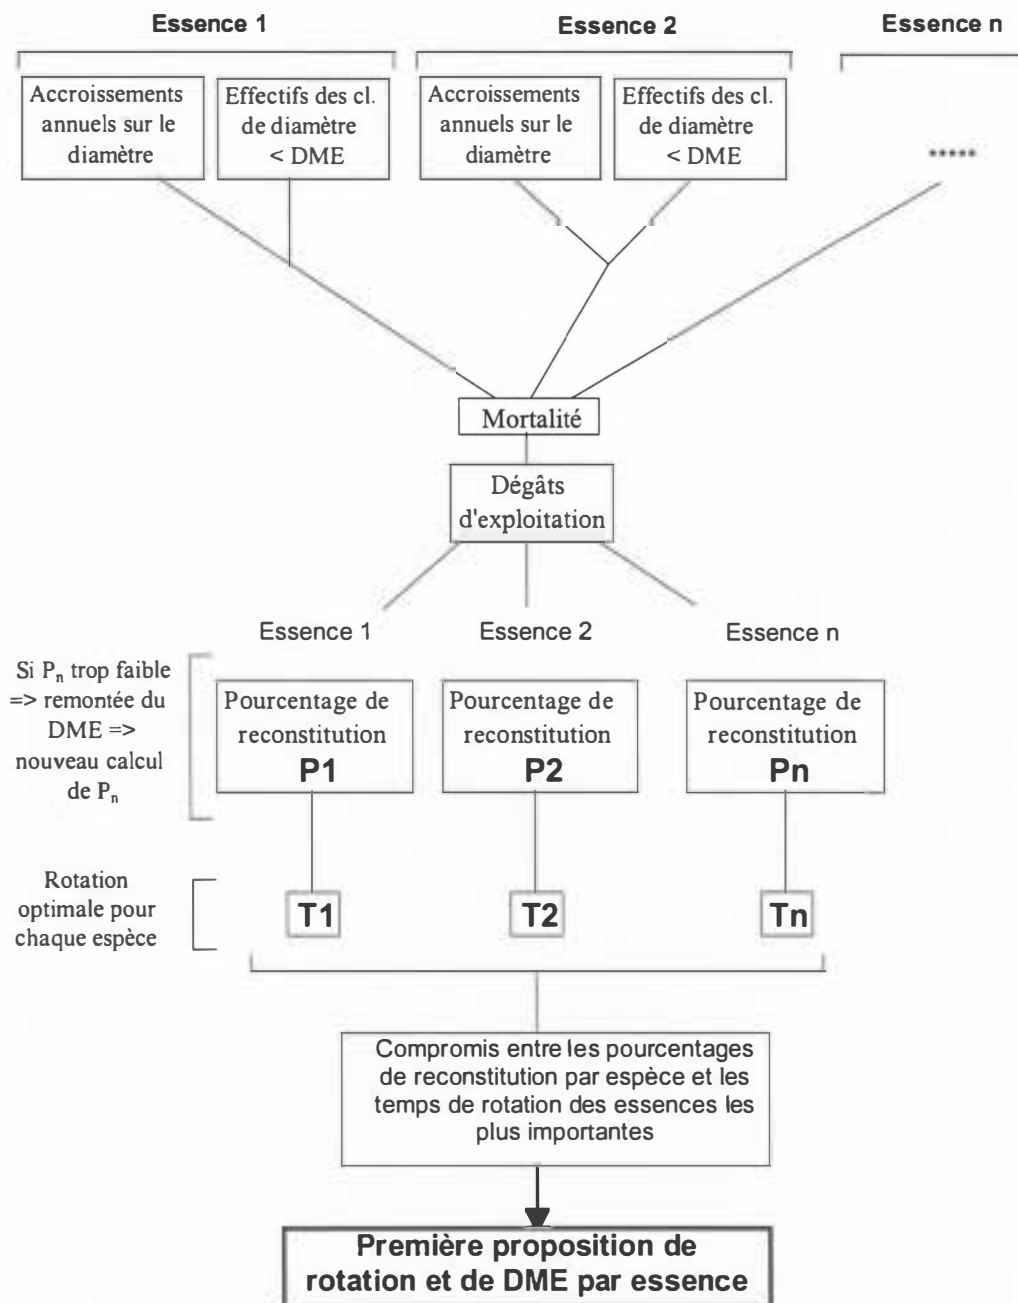 Essence 1
Essence 2
Essence n
Accroissements
annuels sur le
diamètre
Effectifs des cl.
de diamètre
< DME
Accroissements
annuels sur le
diamètre
Effectifs des cl.
de diamètre
< DME
.....
Mortalité
Dégâts
d'exploitation
Essence 1
Essence 2
Essence n
Si Pn trop faible
=> remontée du
DME =>
nouveau calcul
de Pn
Pourcentage de
reconstitution
P1
Pourcentage de
reconstitution
P2
Pourcentage de
reconstitution
Pn
Rotation
optimale pour
chaque espèce
T1
T2
Tn
Compromis entre les pourcentages
de reconstitution par espèce et les
temps de rotation des essences les
plus importantes
Première proposition de
rotation et de DME par essence